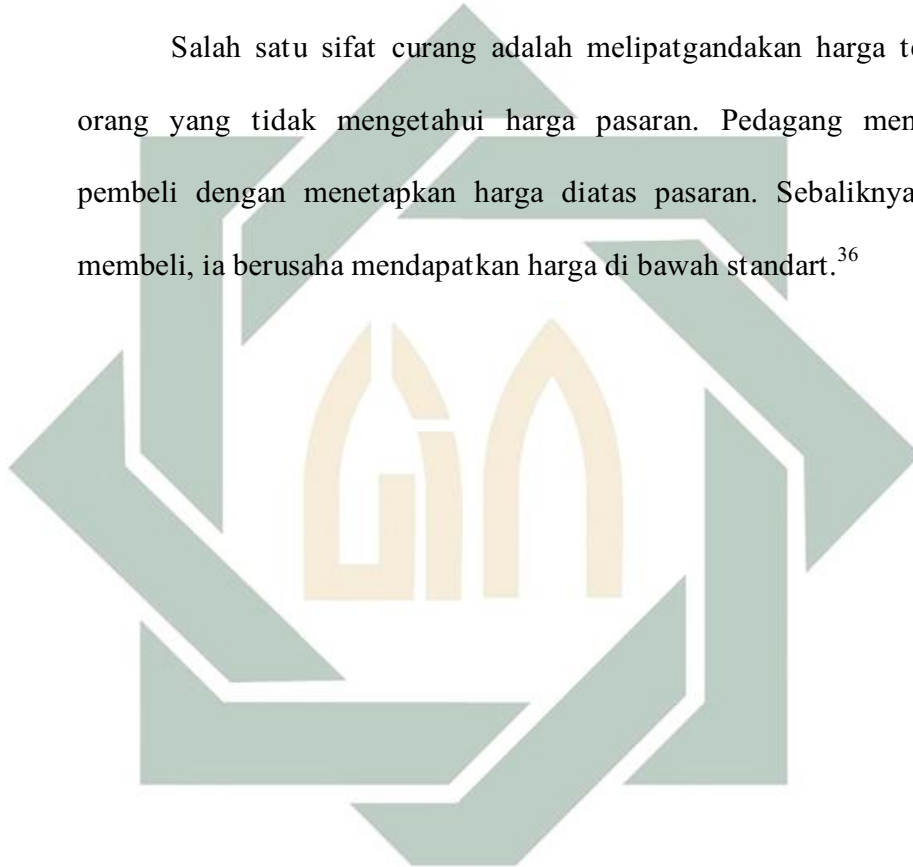 Salah satu sifat curang adalah melipatgandakan harga
orang yang tidak mengetahui harga pasaran. Pedagang
pembeli dengan menetapkan harga diatas pasaran. Sebaliknya
membeli, ia berusaha mendapatkan harga di bawah standart.³⁶